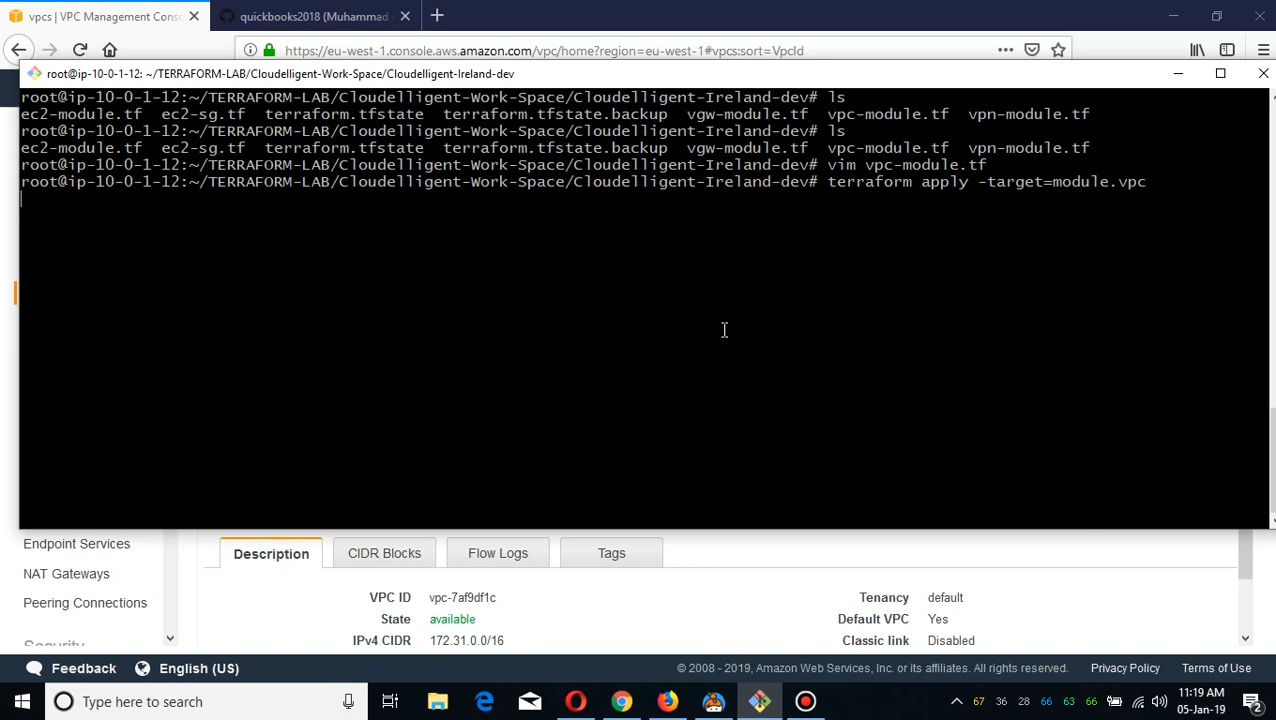 vpcs | VPC Management Conso
quickbooks2018 (Muhammad
https://eu-west-1.console.aws.amazon.com/vpc/home?region=eu-west-1#vpcs:sort=VpcId
root@ip-10-0-1-12: ~/TERRAFORM-LAB/Cloudelligent-Work-Space/Cloudelligent-Ireland-dev
root@ip-10-0-1-12:~/TERRAFORM-LAB/Cloudelligent-Work-Space/Cloudelligent-Ireland-dev# ls
ec2-module.tf ec2-sg.tf terraform.tfstate terraform.tfstate.backup vgw-module.tf vpc-module.tf vpn-module.tf
root@ip-10-0-1-12:~/TERRAFORM-LAB/Cloudelligent-Work-Space/Cloudelligent-Ireland-dev# ls
ec2-module.tf ec2-sg.tf terraform.tfstate terraform.tfstate.backup vgw-module.tf vpc-module.tf vpn-module.tf
root@ip-10-0-1-12:~/TERRAFORM-LAB/Cloudelligent-Work-Space/Cloudelligent-Ireland-dev# vim vpc-module.tf
root@ip-10-0-1-12:~/TERRAFORM-LAB/Cloudelligent-Work-Space/Cloudelligent-Ireland-dev# terraform apply -target=module.vpc
Endpoint Services
NAT Gateways
Peering Connections
Security
Description CIDR Blocks Flow Logs Tags
VPC ID vpc-7af9df1c Tenancy default
State available Default VPC Yes
IPv4 CIDR 172.31.0.0/16 Classic link Disabled
Feedback English (US) © 2008 - 2019, Amazon Web Services, Inc. or its affiliates. All rights reserved. Privacy Policy Terms of Use
Type here to search 67 36 28 66 63 66 11:19 AM
05-Jan-19 2